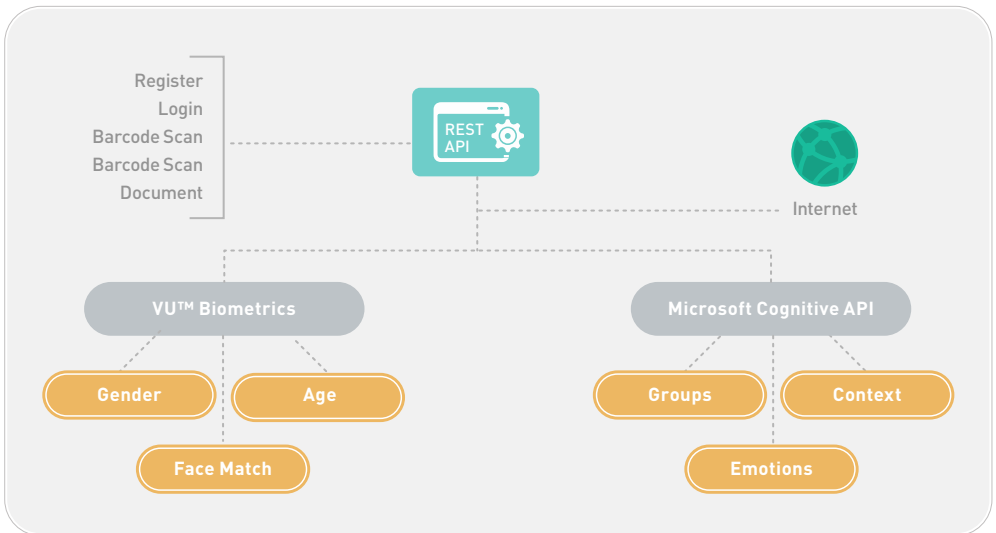 Register
Login
Barcode Scan
Barcode Scan
Document
REST
API
Internet
VU™ Biometrics
Microsoft Cognitive API
Gender
Age
Face Match
Groups
Context
Emotions